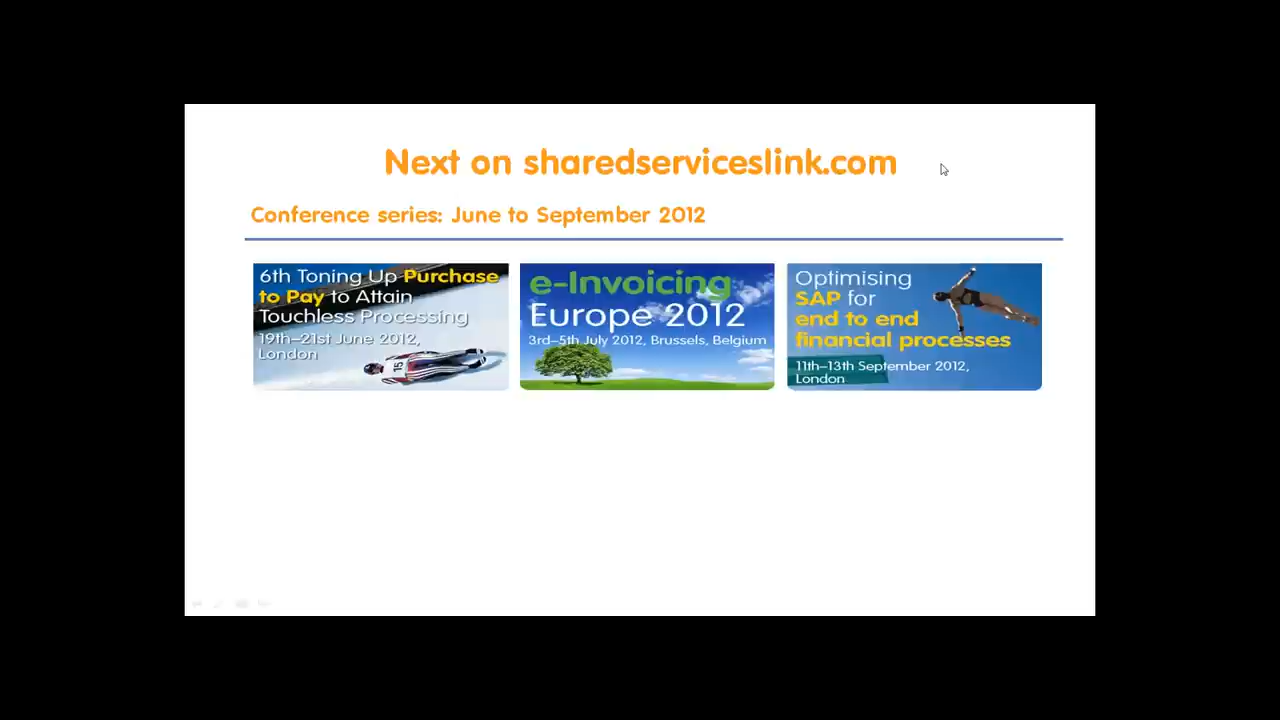 Next on sharedserviceslink.com
Conference series: June to September 2012
6th Toning Up Purchase
to Pay to Attain
Touchless Processing
19th–21st June 2012,
London
15
e-Invoicing
Europe 2012
3rd–5th July 2012, Brussels, Belgium
Optimising
SAP for
end to end
financial processes
11th–13th September 2012,
London